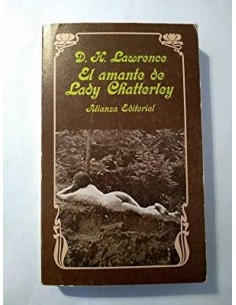 D. H. Lawrence
El amante de
Lady Chatterley
Alianza Editorial